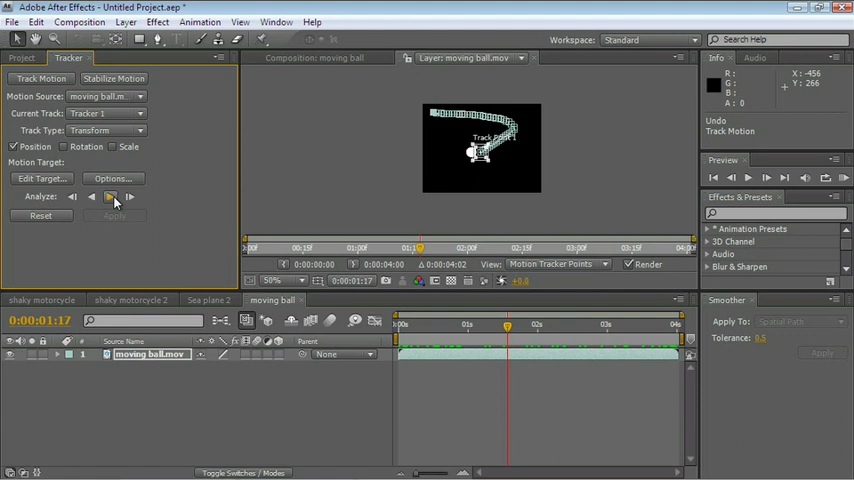 Adobe After Effects - Untitled Project.aep *
File Edit Composition Layer Effect Animation View Window Help
Workspace: Standard Search Help
Project Tracker Composition: moving ball Layer: moving ball.mov Info Audio
Track Motion Stabilize Motion
Motion Source: moving ball.m...
Current Track: Tracker 1
Track Type: Transform
Position Rotation Scale
Motion Target:
Edit Target... Options...
Analyze:
Reset Apply
Track Point 1
R : X : -456
G : Y : 266
B :
A : 0
Undo
Track Motion
Preview
Effects & Presets
* Animation Presets
3D Channel
Audio
Blur & Sharpen
:00f 00:15f 01:00f 01:1 02:00f 02:15f 03:00f 03:15f 04:00
0:00:00:00 0:00:04:00 Δ 0:00:04:02 View: Motion Tracker Points Render
50% 0:00:01:17 +0.0
shaky motorcycle shaky motorcycle 2 Sea plane 2 moving ball
0:00:01:17
Source Name Parent
1 moving ball.mov None
:00s 01s 02s 03s 04s
Smoother
Apply To: Spatial Path
Tolerance: 0.5
Apply
Toggle Switches / Modes